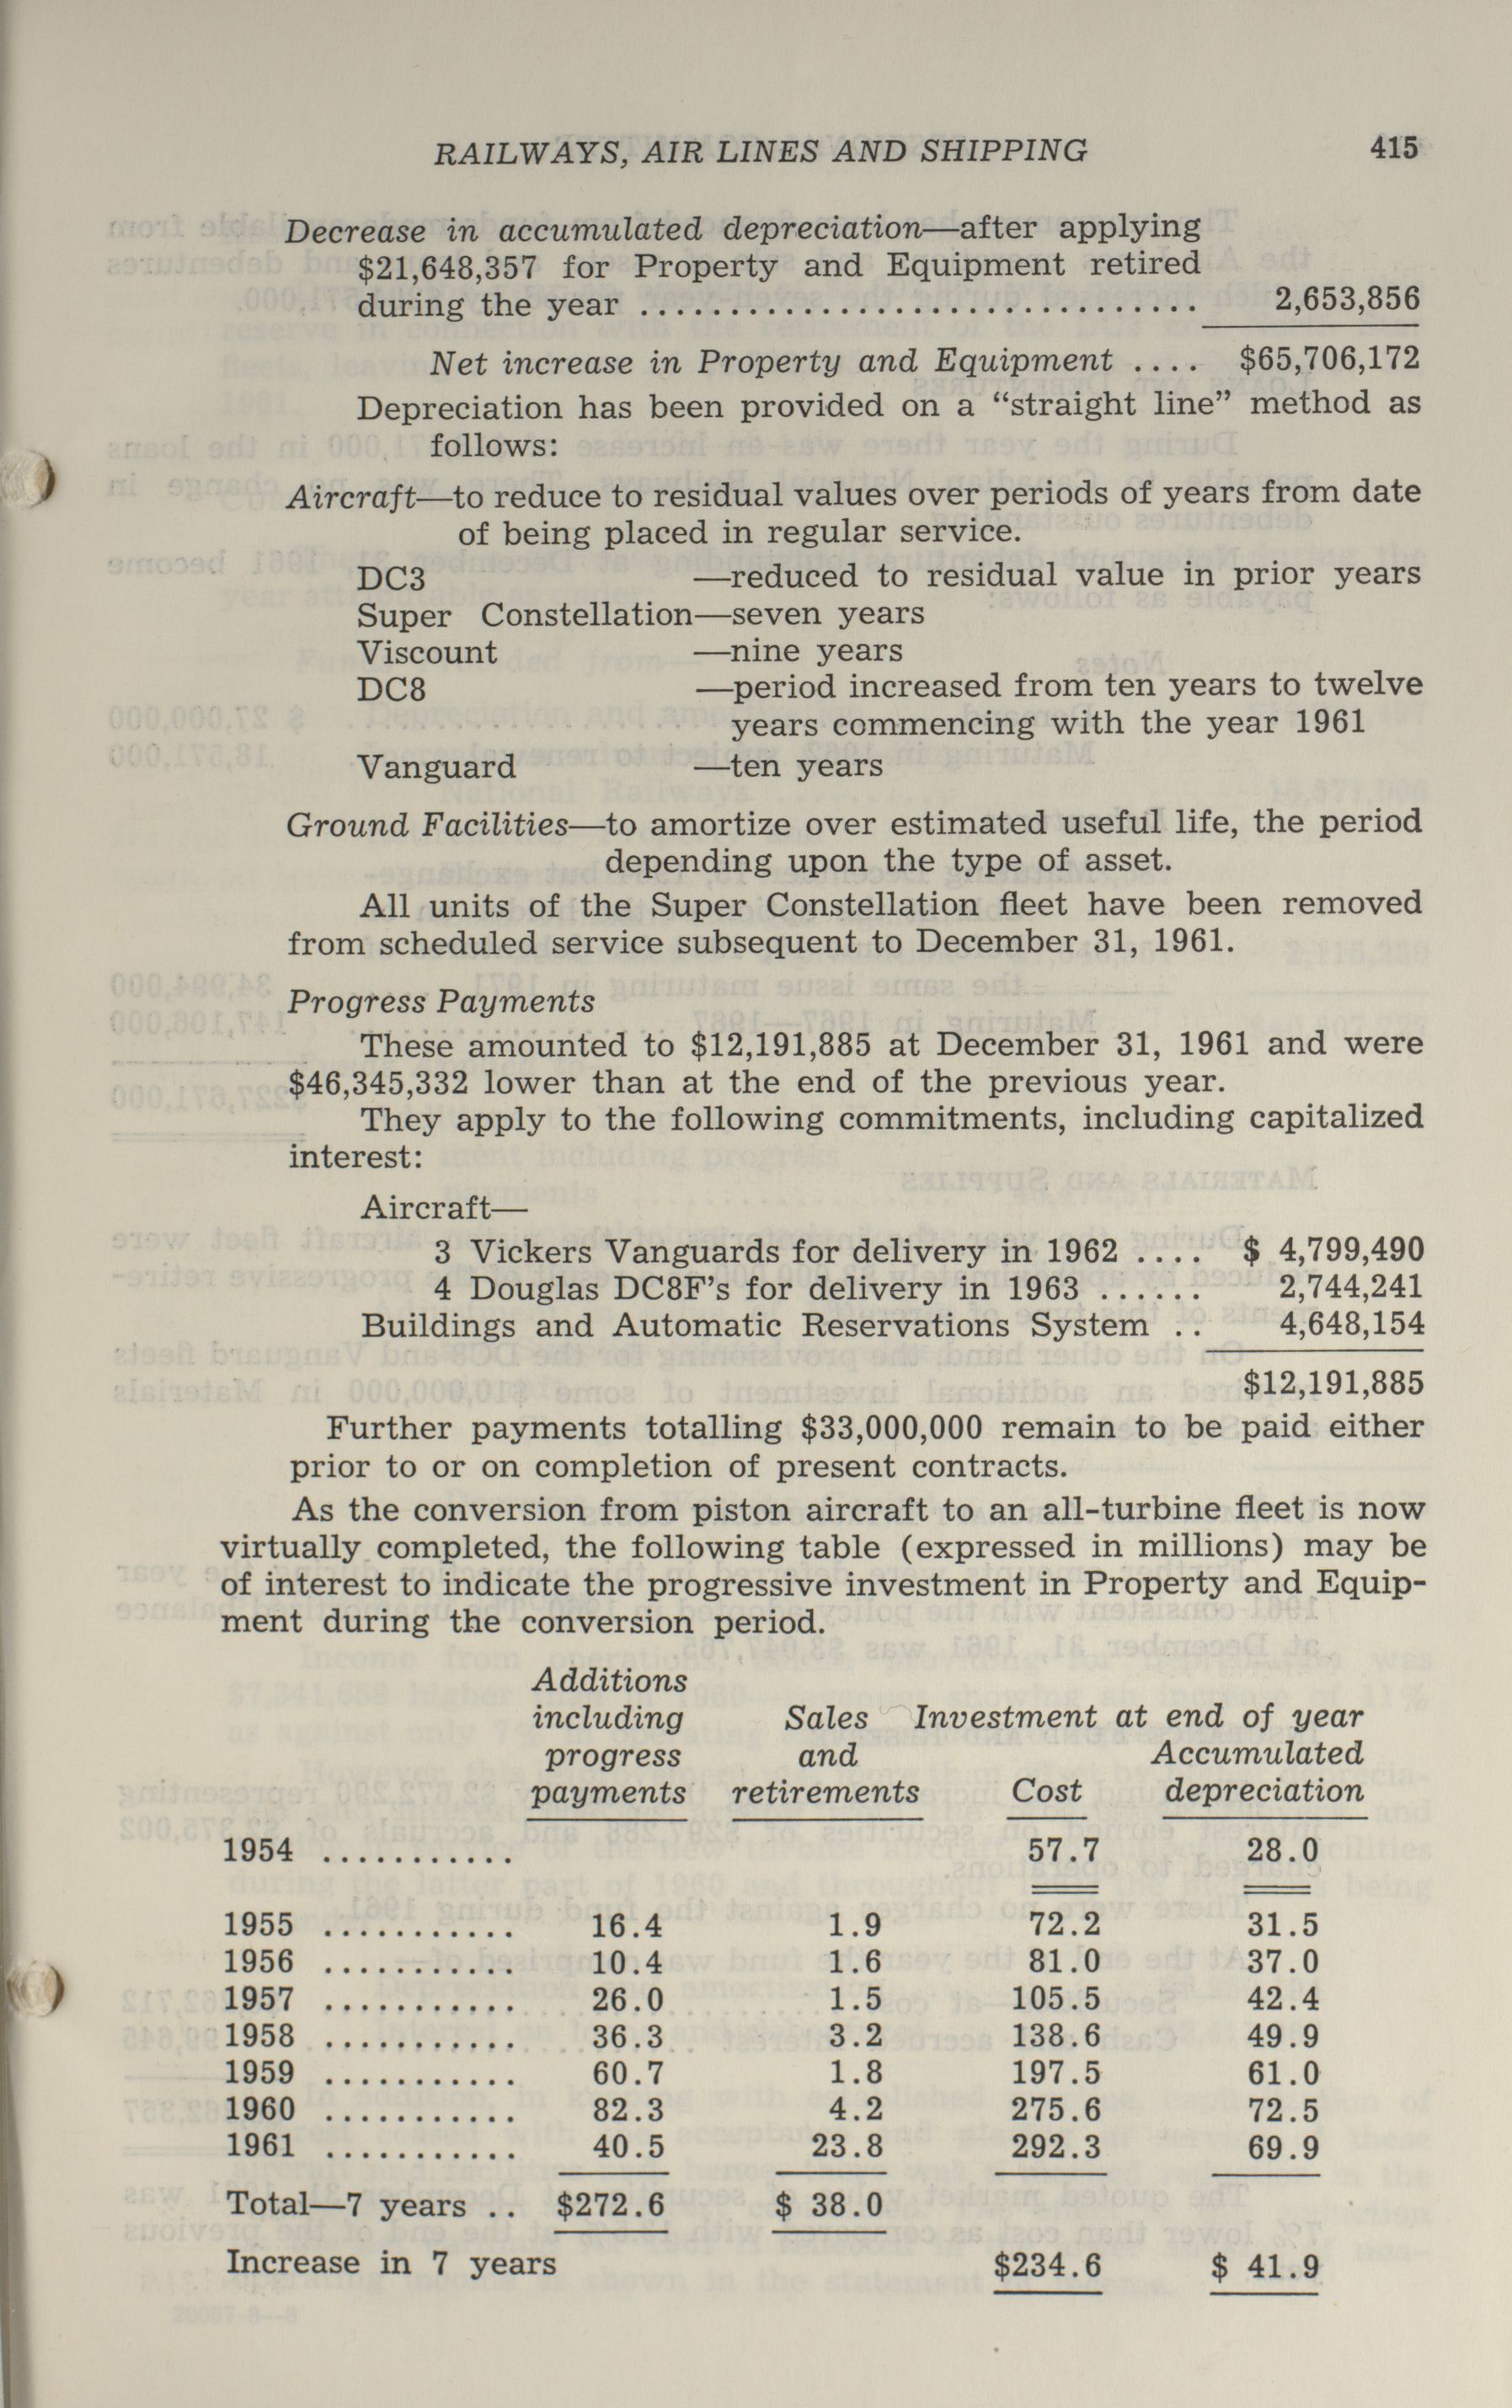 RAILWAYS, AIR LINES AND SHIPPING 415
Decrease in accumulated depreciation—after applying
$21,648,357 for Property and Equipment retired
during the year ............................... 2,653,856
Net increase in Property and Equipment .... $65,706,172
Depreciation has been provided on a “straight line” method as
follows:
Aircraft—to reduce to residual values over periods of years from date
of being placed in regular service.
DC3 —reduced to residual value in prior years
Super Constellation—seven years
Viscount —nine years
DC8 —period increased from ten years to twelve
years commencing with the year 1961
Vanguard —ten years
Ground Facilities—to amortize over estimated useful life, the period
depending upon the type of asset.
All units of the Super Constellation fleet have been removed
from scheduled service subsequent to December 31, 1961.
Progress Payments
These amounted to $12,191,885 at December 31, 1961 and were
$46,345,332 lower than at the end of the previous year.
They apply to the following commitments, including capitalized
interest:
Aircraft—
3 Vickers Vanguards for delivery in 1962 .... $ 4,799,490
4 Douglas DC8F’s for delivery in 1963 ...... 2,744,241
Buildings and Automatic Reservations System .. 4,648,154
$12,191,885
Further payments totalling $33,000,000 remain to be paid either
prior to or on completion of present contracts.
As the conversion from piston aircraft to an all-turbine fleet is now
virtually completed, the following table (expressed in millions) may be
of interest to indicate the progressive investment in Property and Equip-
ment during the conversion period.
Additions
including Sales Investment at end of year
progress and Accumulated
payments retirements Cost depreciation
1954 ........... 57.7 28.0
1955 ........... 16.4 1.9 72.2 31.5
1956 ........... 10.4 1.6 81.0 37.0
1957 ........... 26.0 1.5 105.5 42.4
1958 ........... 36.3 3.2 138.6 49.9
1959 ........... 60.7 1.8 197.5 61.0
1960 ........... 82.3 4.2 275.6 72.5
1961 ........... 40.5 23.8 292.3 69.9
Total—7 years .. $272.6 $ 38.0
Increase in 7 years $234.6 $ 41.9